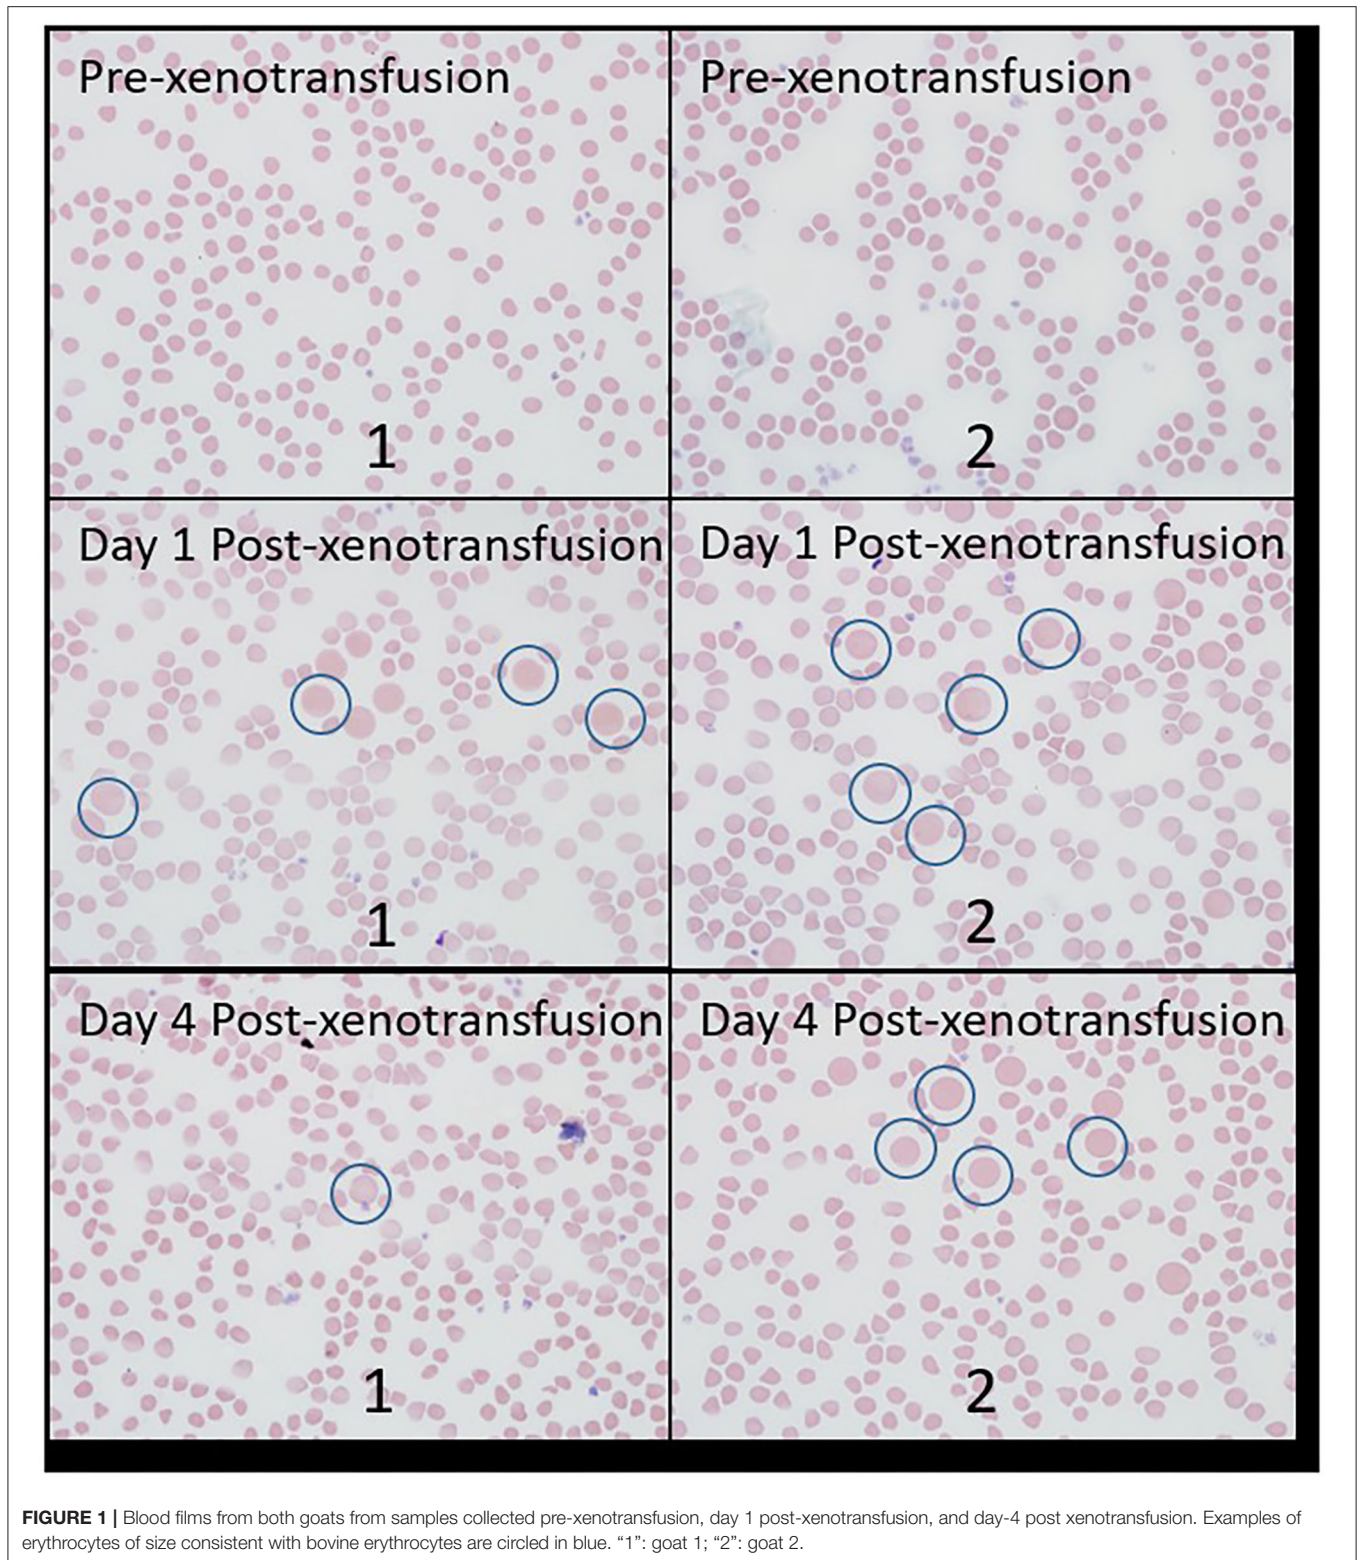 Pre-xenotransfusion
Pre-xenotransfusion
1
2
Day 1 Post-xenotransfusion
Day 1 Post-xenotransfusion
1
2
Day 4 Post-xenotransfusion
Day 4 Post-xenotransfusion
1
2
FIGURE 1 | Blood films from both goats from samples collected pre-xenotransfusion, day 1 post-xenotransfusion, and day-4 post xenotransfusion. Examples of
erythrocytes of size consistent with bovine erythrocytes are circled in blue. “1”: goat 1; “2”: goat 2.